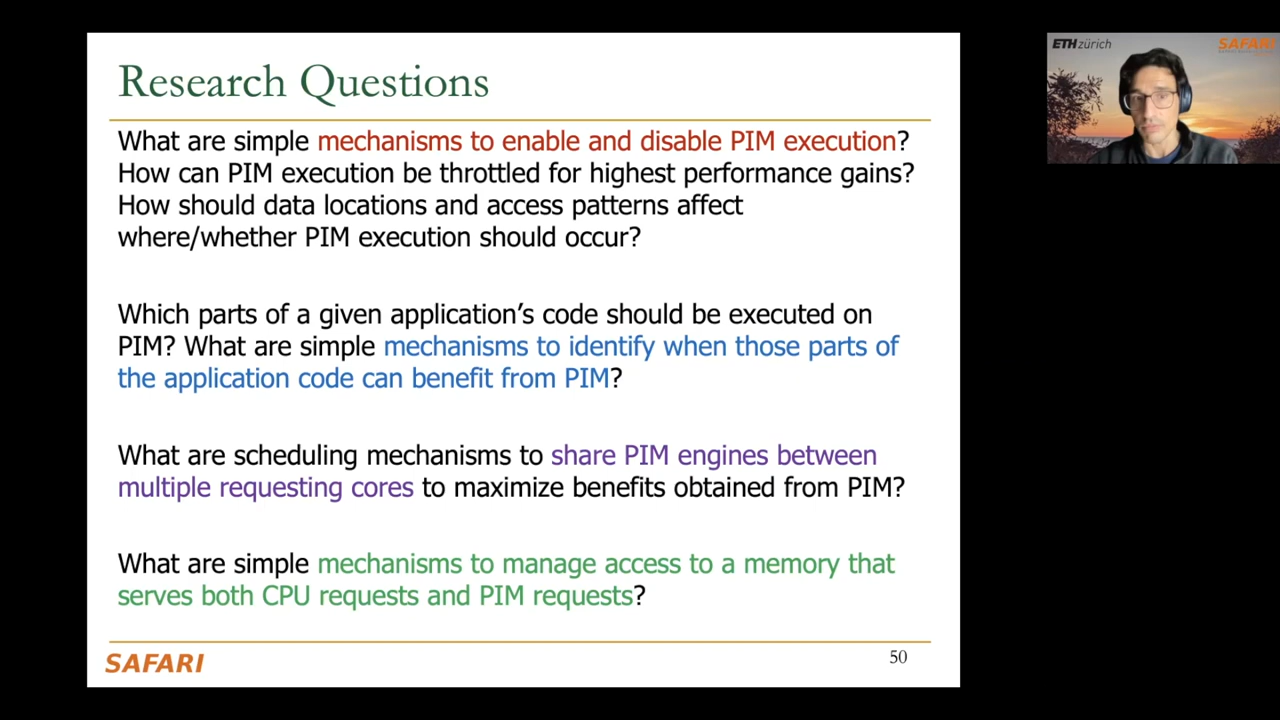 Research Questions
What are simple mechanisms to enable and disable PIM execution?
How can PIM execution be throttled for highest performance gains?
How should data locations and access patterns affect
where/whether PIM execution should occur?
Which parts of a given application’s code should be executed on
PIM? What are simple mechanisms to identify when those parts of
the application code can benefit from PIM?
What are scheduling mechanisms to share PIM engines between
multiple requesting cores to maximize benefits obtained from PIM?
What are simple mechanisms to manage access to a memory that
serves both CPU requests and PIM requests?
SAFARI
50
ETH zürich
SAFARI